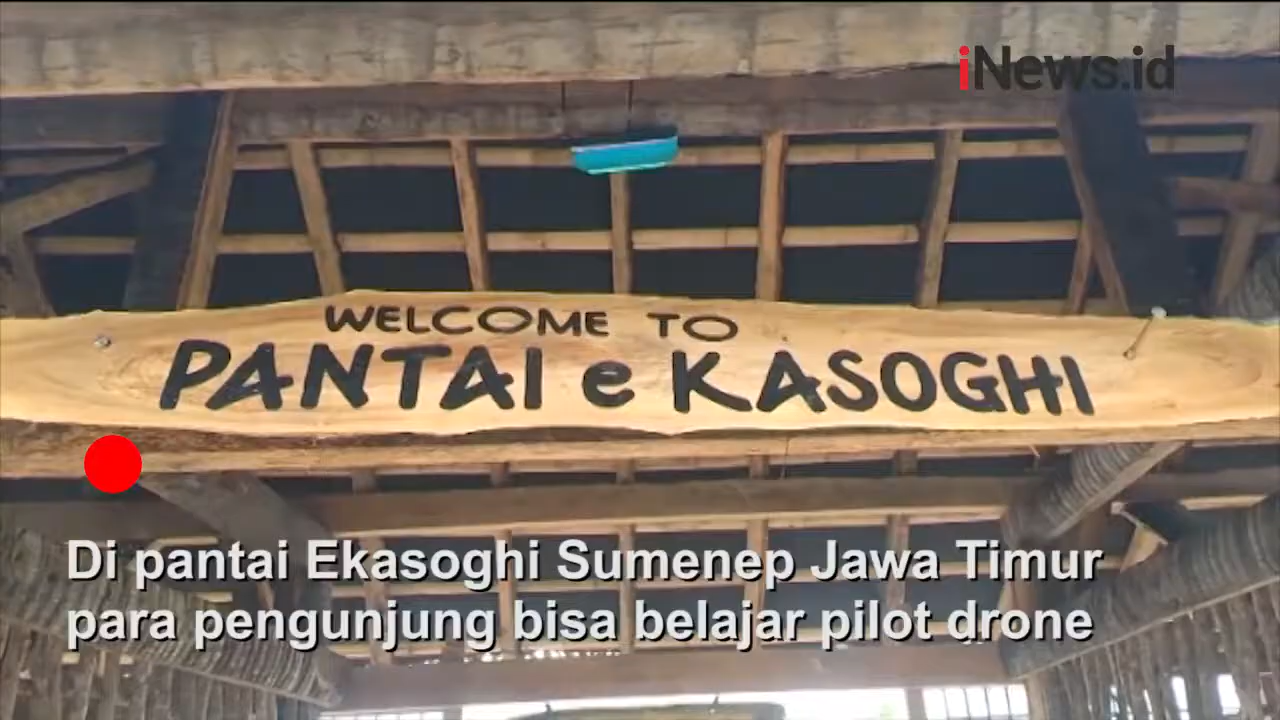 iNews.id
WELCOME TO
PANTAI e KASOGHI
Di pantai Ekasoghi Sumenep Jawa Timur
para pengunjung bisa belajar pilot drone